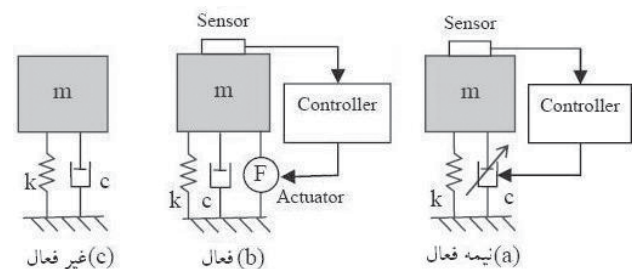 Sensor
Sensor
m
m
m
Controller
Controller
k
c
k
c
F
Actuator
k
c
(c) غیر فعال
(b) فعال
(a) نیمه فعال